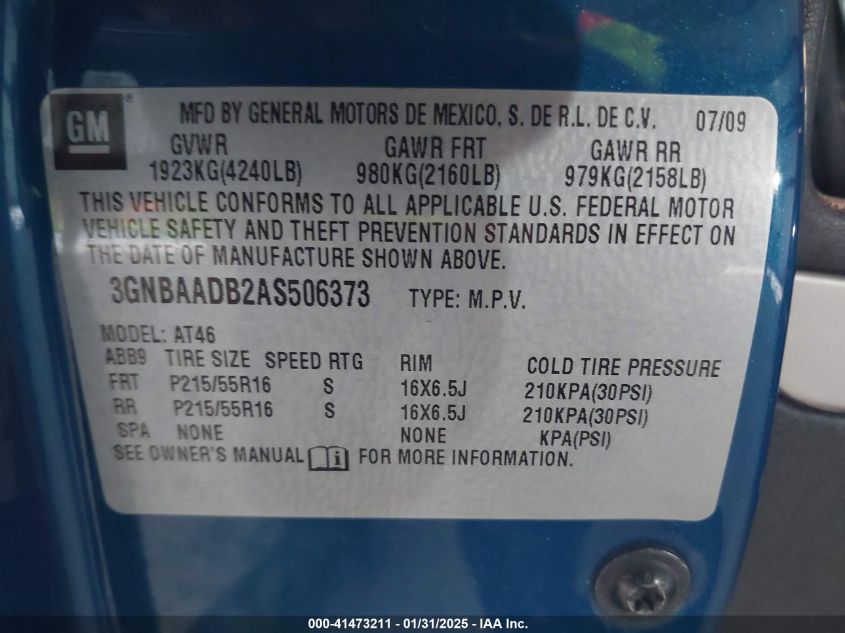 GM®
MFD BY GENERAL MOTORS DE MEXICO, S. DE R.L. DE C.V. 07/09
GVWR GAWR FRT GAWR RR
1923KG(4240LB) 980KG(2160LB) 979KG(2158LB)
THIS VEHICLE CONFORMS TO ALL APPLICABLE U.S. FEDERAL MOTOR
VEHICLE SAFETY AND THEFT PREVENTION STANDARDS IN EFFECT ON
THE DATE OF MANUFACTURE SHOWN ABOVE.
3GNBAADB2AS506373 TYPE: M.P.V.
MODEL: AT46
ABB9 TIRE SIZE SPEED RTG RIM COLD TIRE PRESSURE
FRT P215/55R16 S 16X6.5J 210KPA(30PSI)
RR P215/55R16 S 16X6.5J 210KPA(30PSI)
SPA NONE NONE KPA(PSI)
SEE OWNER'S MANUAL i FOR MORE INFORMATION.
000-41473211 - 01/31/2025 - IAA Inc.